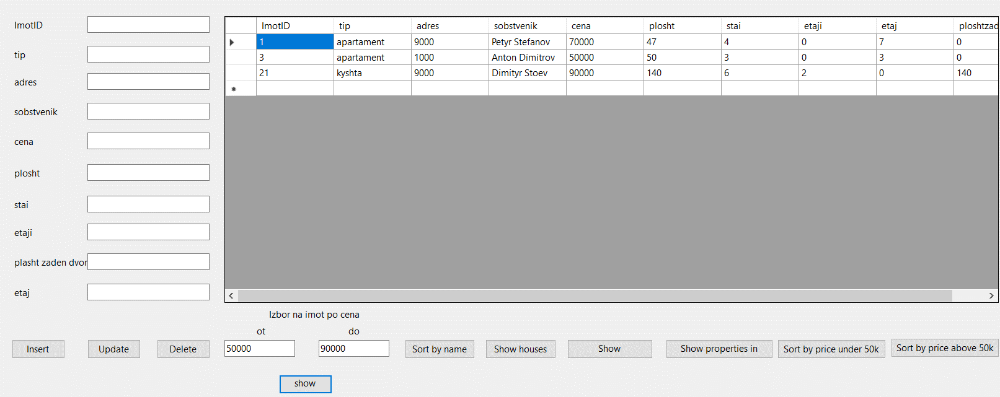 ImotID
tip
adres
sobstvenik
cena
plosht
stai
etaji
plasht zaden dvor
etaj
ImotID tip adres sobstvenik cena plosht stai etaji etaj ploshtzad
1 apartament 9000 Petyr Stefanov 70000 47 4 0 7 0
3 apartament 1000 Anton Dimitrov 50000 50 3 0 3 0
21 kyshta 9000 Dimityr Stoev 90000 140 6 2 0 140
Izbor na imot po cena
ot do
Insert Update Delete 50000 90000 Sort by name Show houses Show Show properties in Sort by price under 50k Sort by price above 50k
show